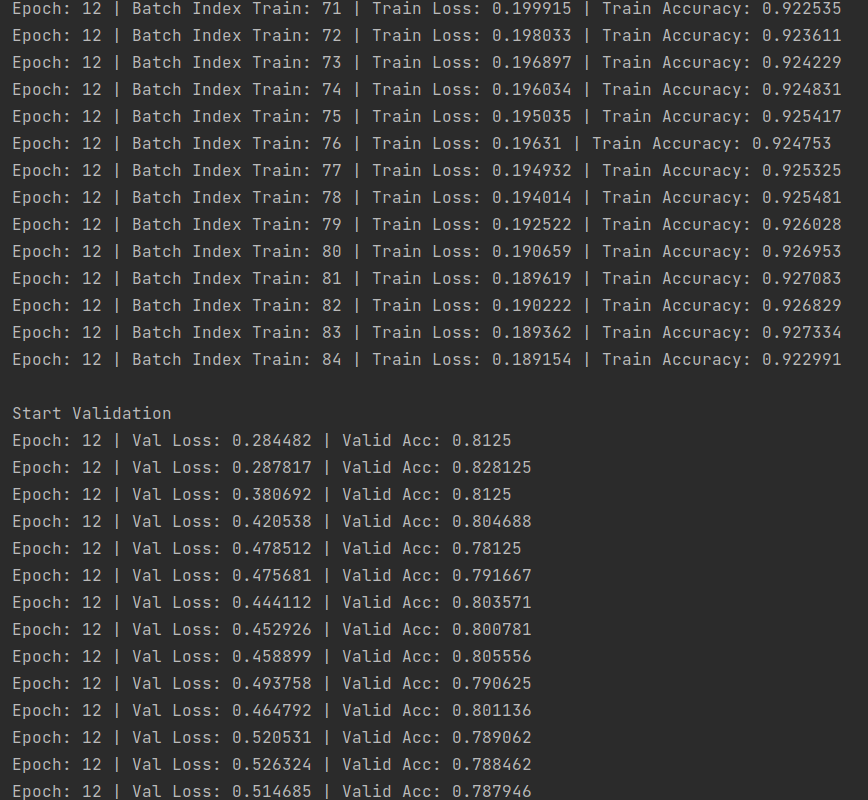 Epoch: 12 | Batch Index Train: 71 | Train Loss: 0.199915 | Train Accuracy: 0.922535
Epoch: 12 | Batch Index Train: 72 | Train Loss: 0.198033 | Train Accuracy: 0.923611
Epoch: 12 | Batch Index Train: 73 | Train Loss: 0.196897 | Train Accuracy: 0.924229
Epoch: 12 | Batch Index Train: 74 | Train Loss: 0.196034 | Train Accuracy: 0.924831
Epoch: 12 | Batch Index Train: 75 | Train Loss: 0.195035 | Train Accuracy: 0.925417
Epoch: 12 | Batch Index Train: 76 | Train Loss: 0.19631 | Train Accuracy: 0.924753
Epoch: 12 | Batch Index Train: 77 | Train Loss: 0.194932 | Train Accuracy: 0.925325
Epoch: 12 | Batch Index Train: 78 | Train Loss: 0.194014 | Train Accuracy: 0.925481
Epoch: 12 | Batch Index Train: 79 | Train Loss: 0.192522 | Train Accuracy: 0.926028
Epoch: 12 | Batch Index Train: 80 | Train Loss: 0.190659 | Train Accuracy: 0.926953
Epoch: 12 | Batch Index Train: 81 | Train Loss: 0.189619 | Train Accuracy: 0.927083
Epoch: 12 | Batch Index Train: 82 | Train Loss: 0.190222 | Train Accuracy: 0.926829
Epoch: 12 | Batch Index Train: 83 | Train Loss: 0.189362 | Train Accuracy: 0.927334
Epoch: 12 | Batch Index Train: 84 | Train Loss: 0.189154 | Train Accuracy: 0.922991
Start Validation
Epoch: 12 | Val Loss: 0.284482 | Valid Acc: 0.8125
Epoch: 12 | Val Loss: 0.287817 | Valid Acc: 0.828125
Epoch: 12 | Val Loss: 0.380692 | Valid Acc: 0.8125
Epoch: 12 | Val Loss: 0.420538 | Valid Acc: 0.804688
Epoch: 12 | Val Loss: 0.478512 | Valid Acc: 0.78125
Epoch: 12 | Val Loss: 0.475681 | Valid Acc: 0.791667
Epoch: 12 | Val Loss: 0.444112 | Valid Acc: 0.803571
Epoch: 12 | Val Loss: 0.452926 | Valid Acc: 0.800781
Epoch: 12 | Val Loss: 0.458899 | Valid Acc: 0.805556
Epoch: 12 | Val Loss: 0.493758 | Valid Acc: 0.790625
Epoch: 12 | Val Loss: 0.464792 | Valid Acc: 0.801136
Epoch: 12 | Val Loss: 0.520531 | Valid Acc: 0.789062
Epoch: 12 | Val Loss: 0.526324 | Valid Acc: 0.788462
Epoch: 12 | Val Loss: 0.514685 | Valid Acc: 0.787946